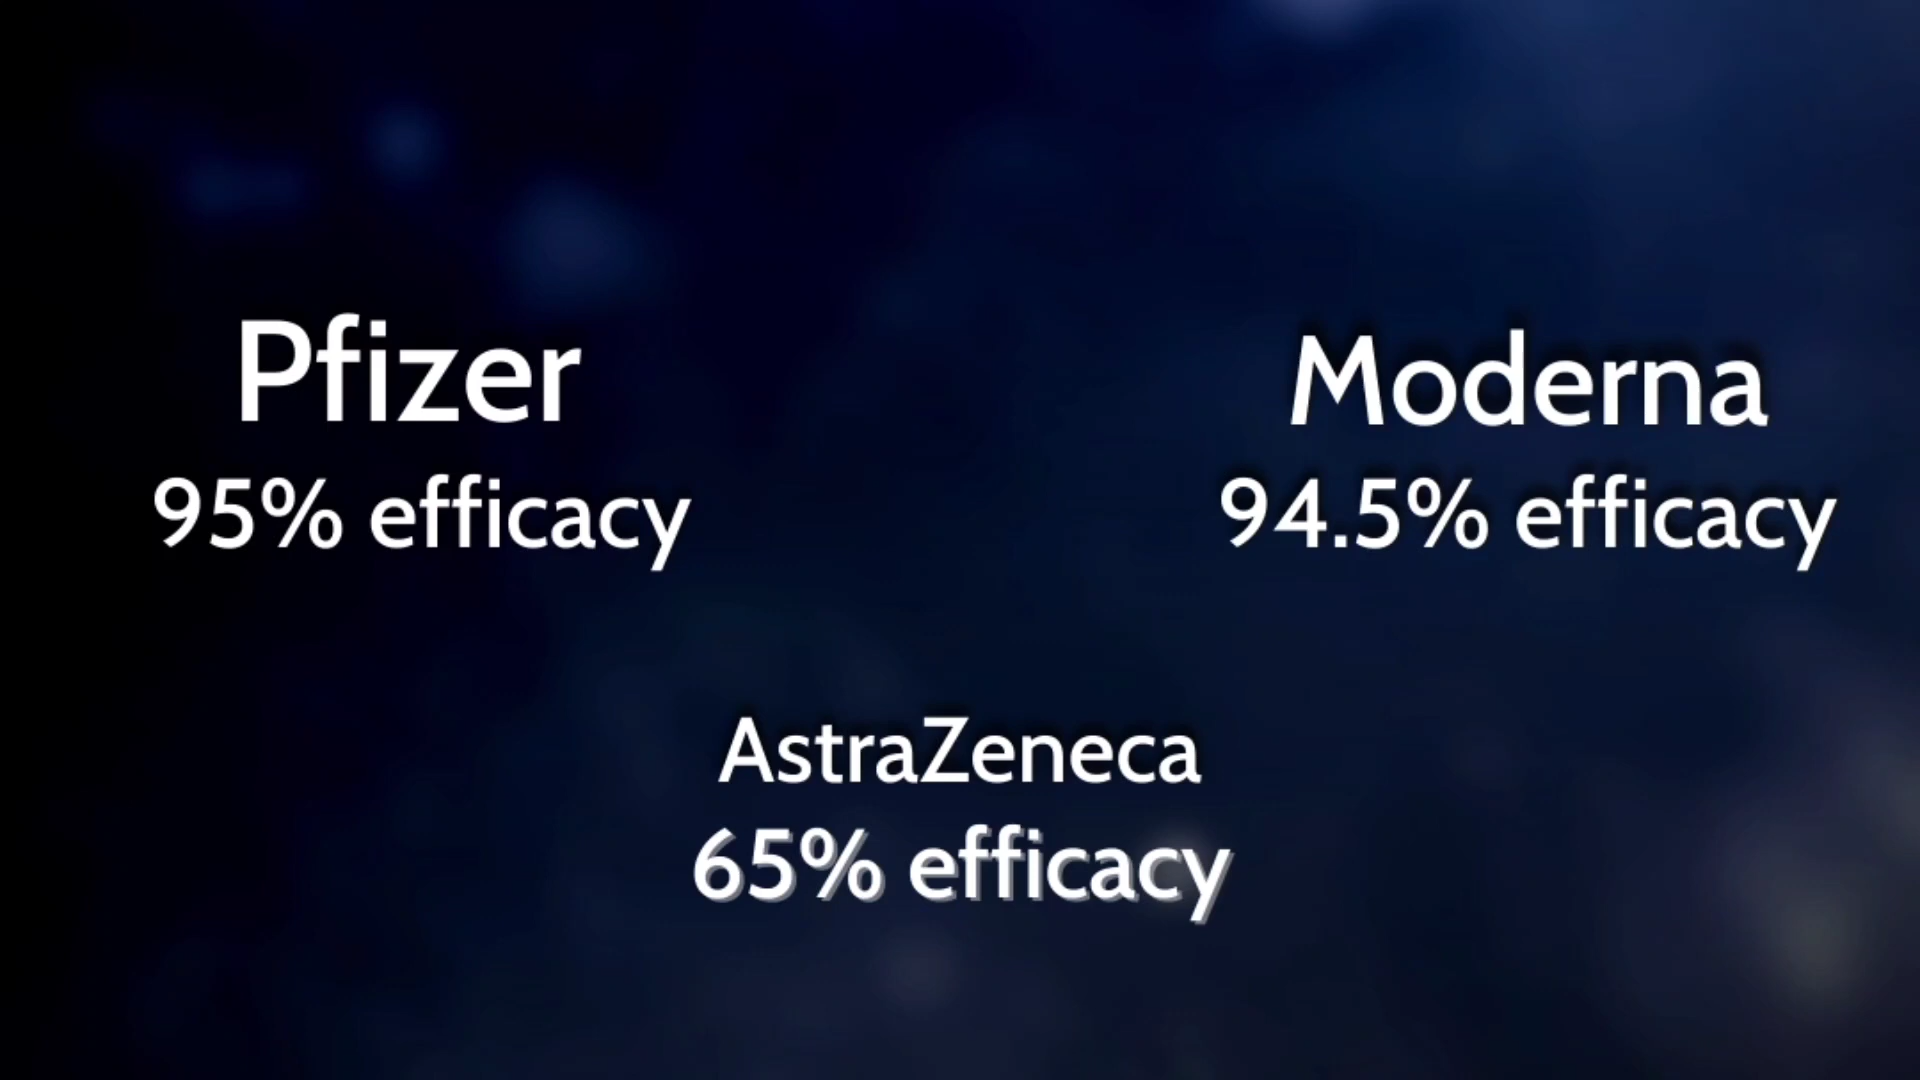 Pfizer
95% efficacy
Moderna
94.5% efficacy
AstraZeneca
65% efficacy